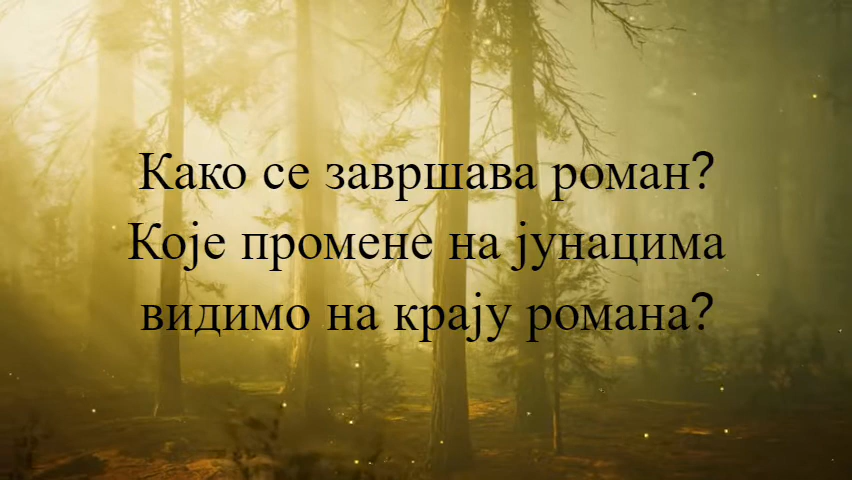 Како се завршава роман?
Које промене на јунацима
видимо на крају романа?